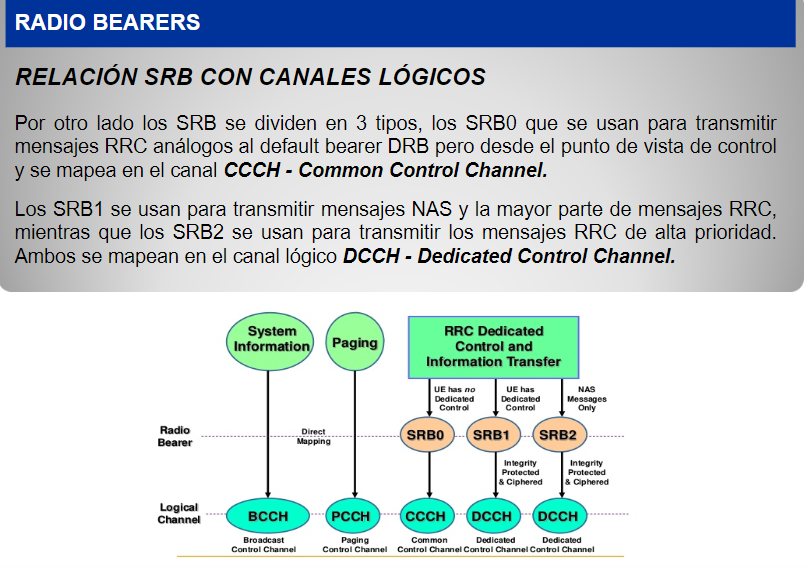 RADIO BEARERS
RELACIÓN SRB CON CANALES LÓGICOS
Por otro lado los SRB se dividen en 3 tipos, los SRB0 que se usan para transmitir
mensajes RRC análogos al default bearer DRB pero desde el punto de vista de control
y se mapea en el canal CCCH - Common Control Channel.
Los SRB1 se usan para transmitir mensajes NAS y la mayor parte de mensajes RRC,
mientras que los SRB2 se usan para transmitir los mensajes RRC de alta prioridad.
Ambos se mapean en el canal lógico DCCH - Dedicated Control Channel.
System
Information
Paging
RRC Dedicated
Control and
Information Transfer
UE has no
Dedicated
Control
UE has
Dedicated
Control
NAS
Messages
Only
Radio
Bearer
Direct
Mapping
SRB0
SRB1
SRB2
Integrity
Protected
& Ciphered
Integrity
Protected
& Ciphered
Logical
Channel
BCCH
PCCH
CCCH
DCCH
DCCH
Broadcast
Control Channel
Paging
Control Channel
Common
Control Channel
Dedicated
Control Channel
Dedicated
Control Channel